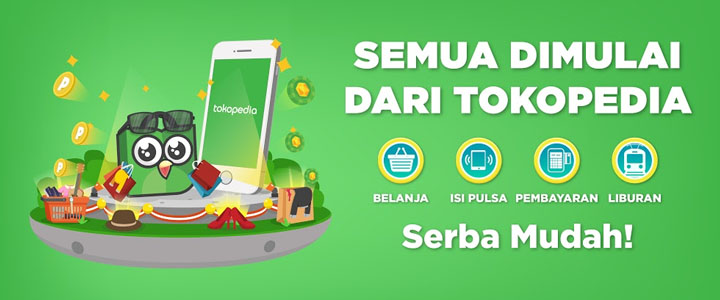 tokopedia
SEMUA DIMULAI
DARI TOKOPEDIA
BELANJA
ISI PULSA
PEMBAYARAN
LIBURAN
Serba Mudah!
P
P
P